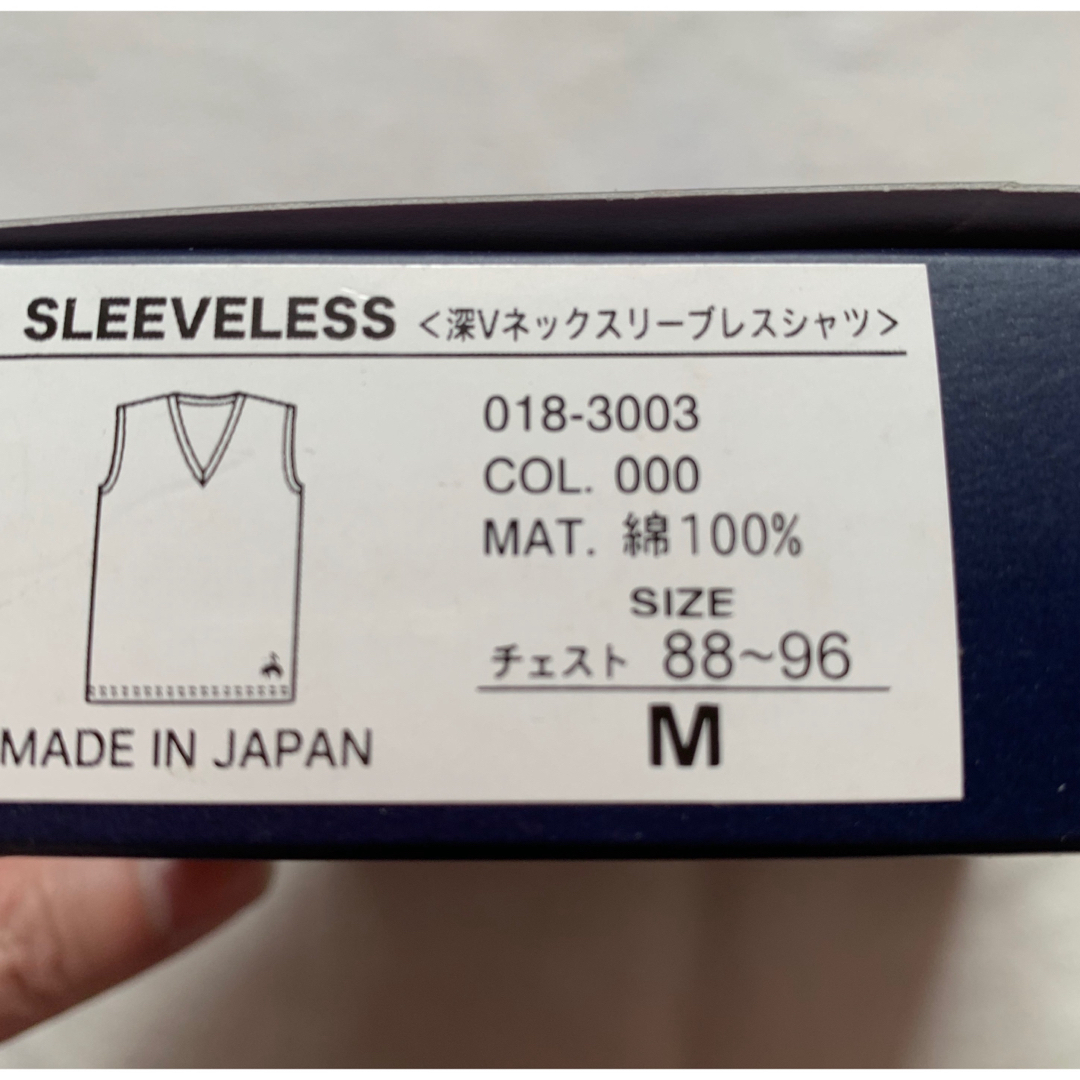 SLEEVELESS <深Vネックスリーブレスシャツ>
018-3003
COL. 000
MAT. 綿100%
SIZE
チェスト 88~96
M
MADE IN JAPAN